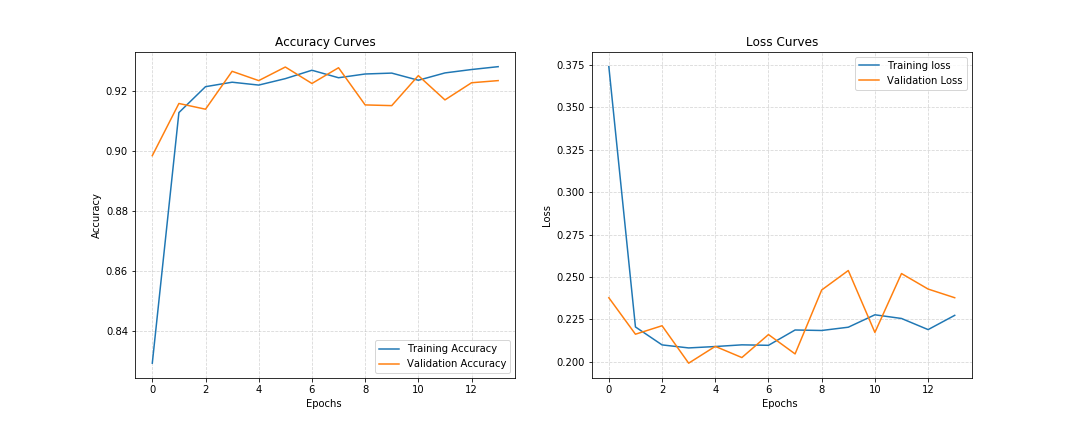 Accuracy Curves
Accuracy
0.92
0.90
0.88
0.86
0.84
0 2 4 6 8 10 12
Epochs
Training Accuracy
Validation Accuracy
Loss Curves
Loss
0.375
0.350
0.325
0.300
0.275
0.250
0.225
0.200
0 2 4 6 8 10 12
Epochs
Training loss
Validation Loss